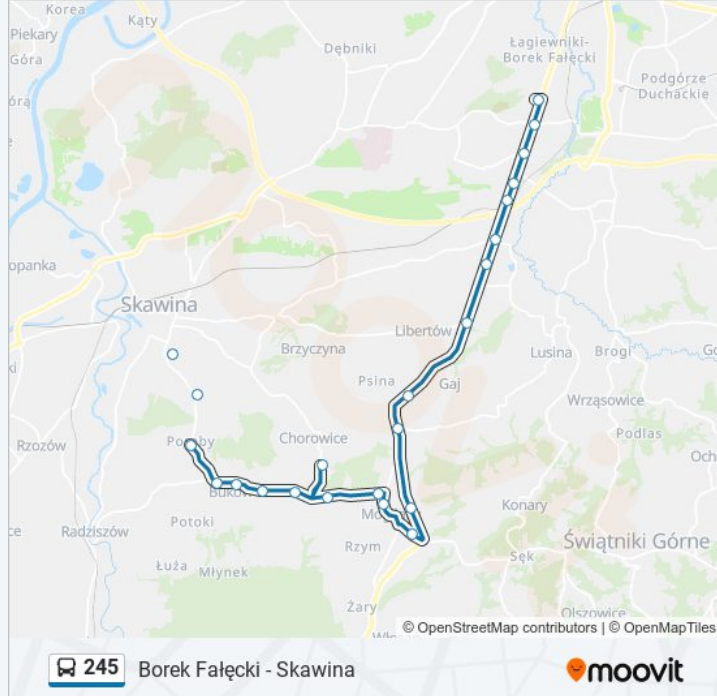 Korea
Kąty
Piekary
Góra
Dębniki
Łagiewniki-
Borek Fałęcki
Podgórze
Duchackie
órą
opanka
Skawina
Libertów
Brzyczyna
Lusina
Brogi
Psina
Gaj
Wrząsowice
Podlas
Rzozów
Chorowice
Konary
Potoki
Radziszów
Rzym
Sęk
Świątniki Górne
Łuża
Młynek
Żary
Olszowice
© OpenStreetMap contributors | © OpenMapTiles
245 Borek Fałęcki - Skawina
moovit